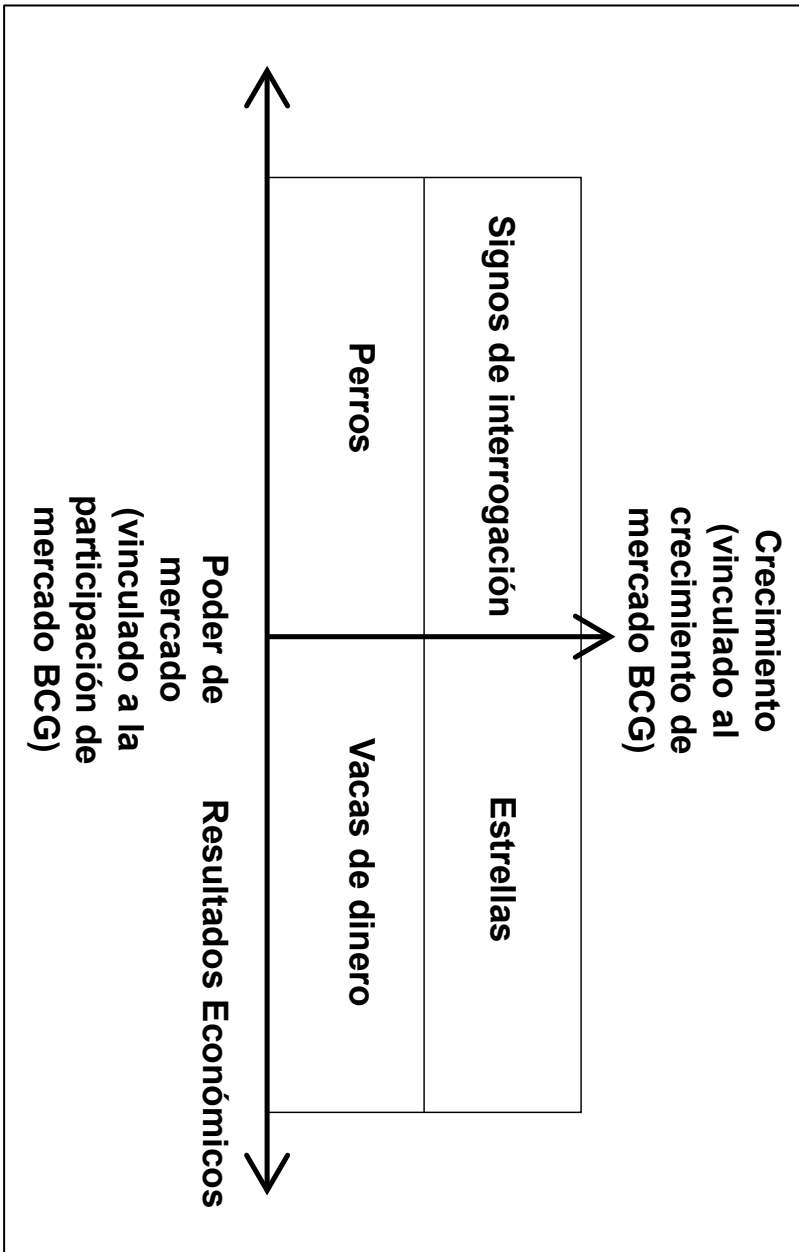 Crecimiento
(vinculado al
crecimiento de
mercado BCG)
Signos de interrogación
Estrellas
Perros
Vacas de dinero
Poder de
mercado
(vinculado a la
participación de
mercado BCG)
Resultados Económicos